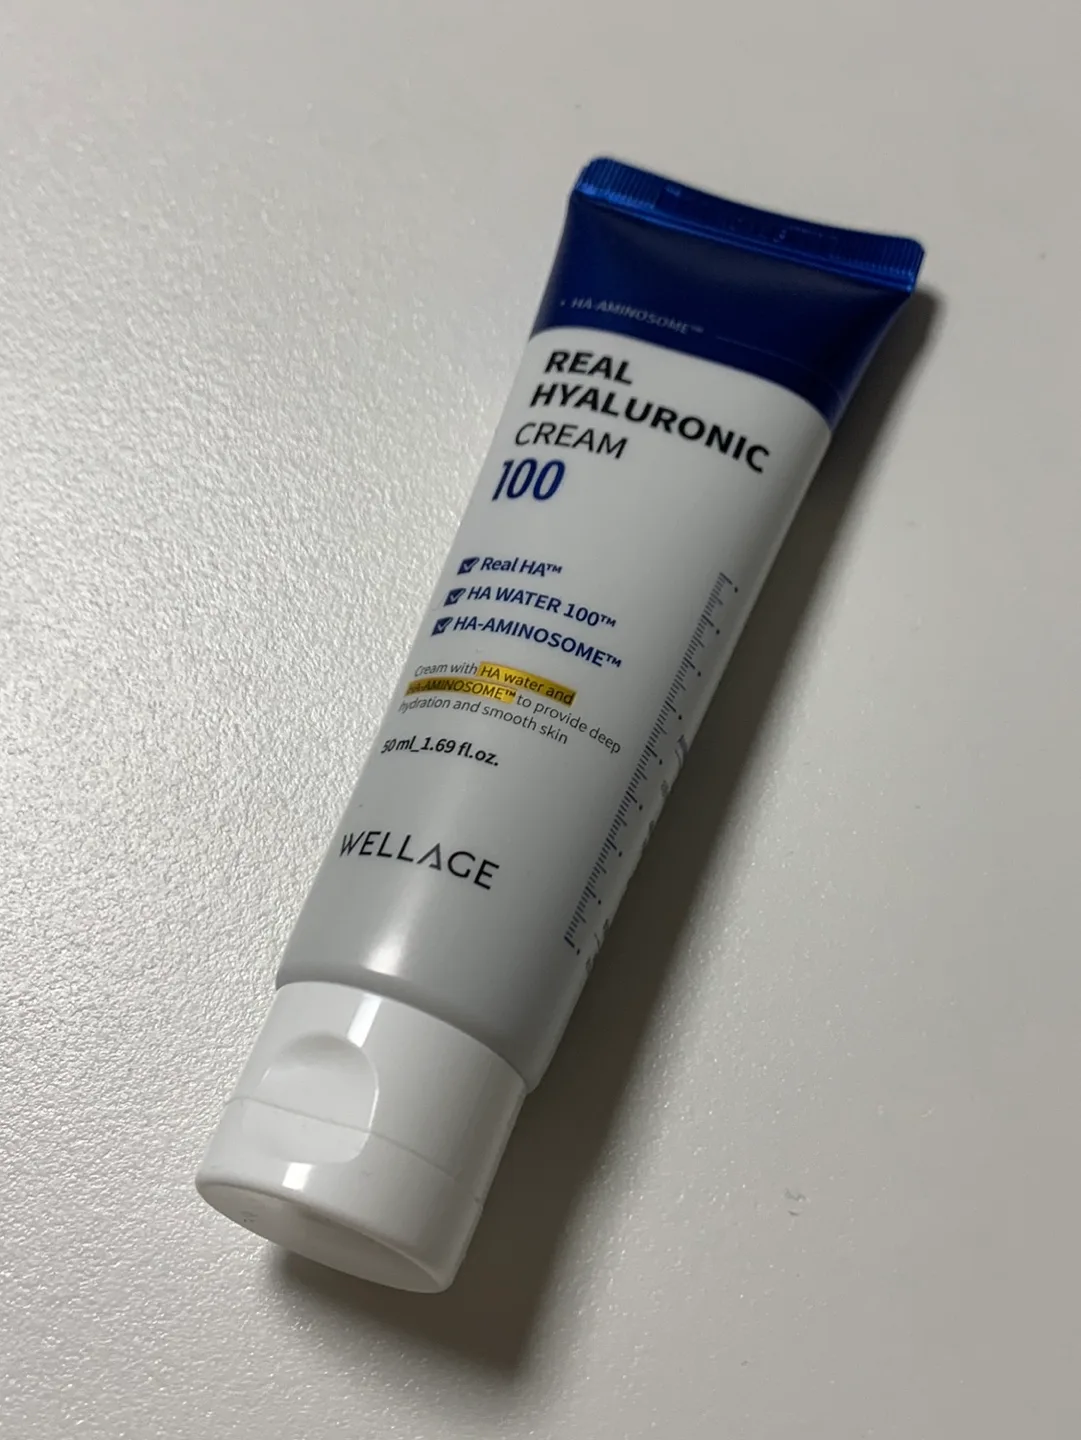 HA-AMINOSOME™
REAL
HYALURONIC
CREAM
100
Real HA™
HA WATER 100™
HA-AMINOSOME™
Cream with HA water and
HA-AMINOSOME™ to provide deep
hydration and smooth skin
50 ml_1.69 fl.oz.
WELLAGE